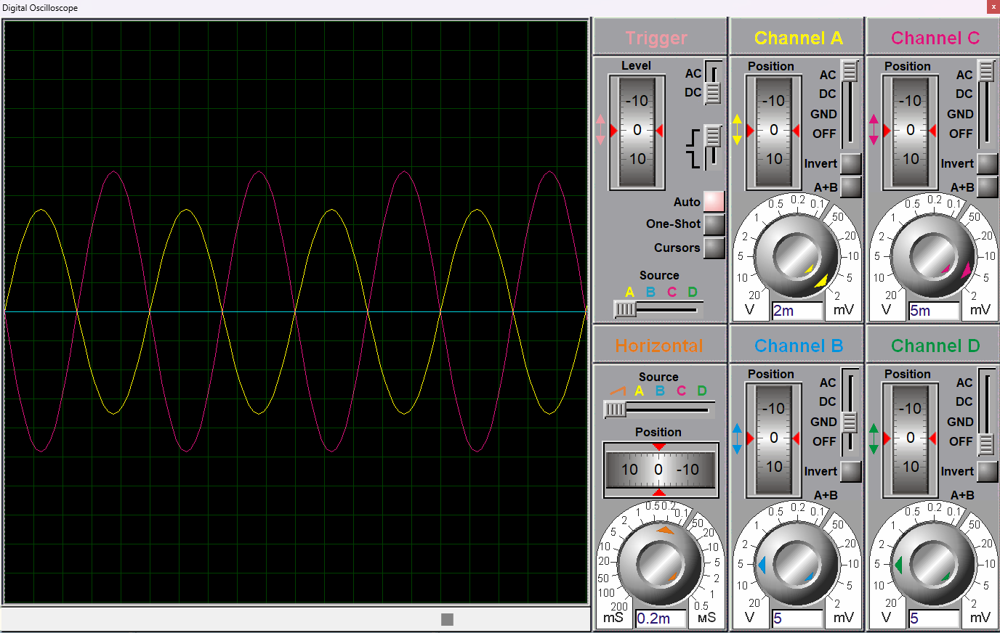 Digital Oscilloscope
x
Trigger
Level
AC
DC
-10
0
10
Auto
One-Shot
Cursors
Source
A B C D
Channel A
Position
AC
DC
GND
OFF
-10
0
10
Invert
A+B
20 10 5 2 1 0.5 0.2 0.1 50 20 10 5 2
V
2m
mV
Channel C
Position
AC
DC
GND
OFF
-10
0
10
Invert
A+B
20 10 5 2 1 0.5 0.2 0.1 50 20 10 5 2
V
5m
mV
Horizontal
Source
A B C D
Position
10 0 -10
200 100 50 20 10 5 2 1 0.5 0.2 0.1 50 20 10 5 2 1 0.5
mS
0.2m
мS
Channel B
Position
AC
DC
GND
OFF
-10
0
10
Invert
A+B
20 10 5 2 1 0.5 0.2 0.1 50 20 10 5 2
V
5
mV
Channel D
Position
AC
DC
GND
OFF
-10
0
10
Invert
A+B
20 10 5 2 1 0.5 0.2 0.1 50 20 10 5 2
V
5
mV